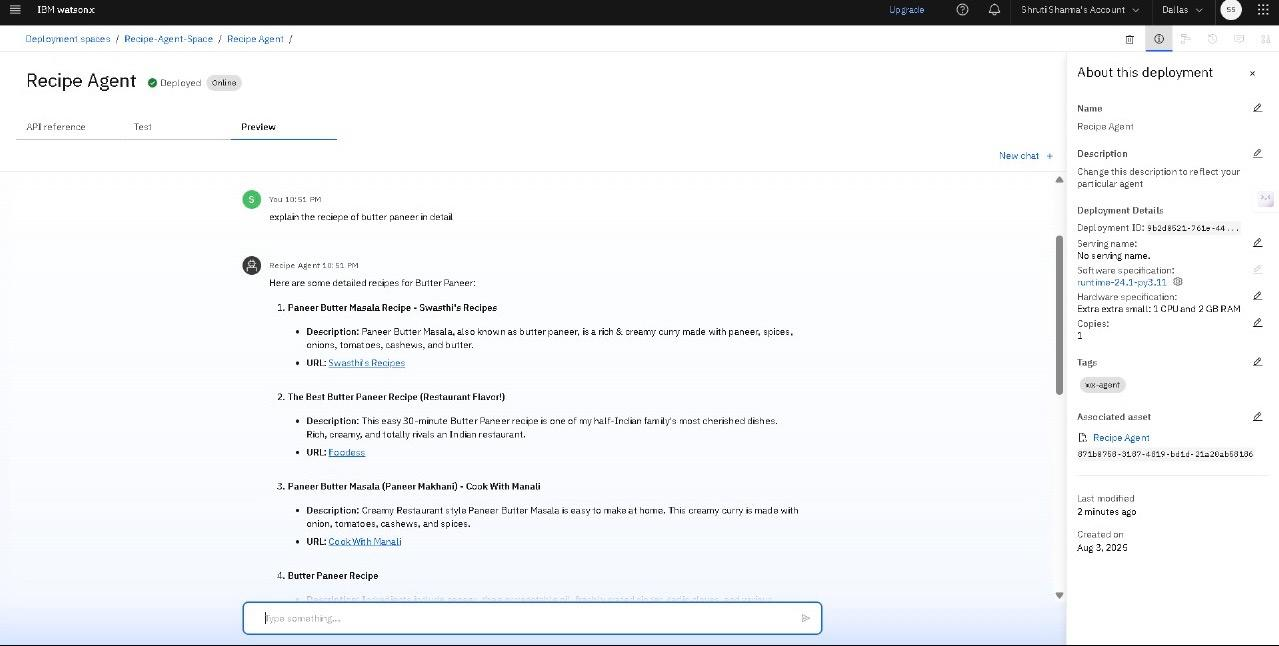 IBM watsonx
Upgrade
Shruti Sharma's Account
Dallas
SS
Deployment spaces / Recipe-Agent-Space / Recipe Agent /
Recipe Agent
Deployed
Online
API reference
Test
Preview
New chat +
S
You 10:51 PM
explain the reciepe of butter paneer in detail
Recipe Agent 10:51 PM
Here are some detailed recipes for Butter Paneer:
1. Paneer Butter Masala Recipe - Swasthi's Recipes
• Description: Paneer Butter Masala, also known as butter paneer, is a rich & creamy curry made with paneer, spices,
onions, tomatoes, cashews, and butter.
• URL: Swasthi's Recipes
2. The Best Butter Paneer Recipe (Restaurant Flavor!)
• Description: This easy 30-minute Butter Paneer recipe is one of my half-Indian family's most cherished dishes.
Rich, creamy, and totally rivals an Indian restaurant.
• URL: Foodess
3. Paneer Butter Masala (Paneer Makhani) - Cook With Manali
• Description: Creamy Restaurant style Paneer Butter Masala is easy to make at home. This creamy curry is made with
onion, tomatoes, cashews, and spices.
• URL: Cook With Manali
4. Butter Paneer Recipe
Type something...
About this deployment
Name
Recipe Agent
Description
Change this description to reflect your
particular agent
Deployment Details
Deployment ID: 9b2d8521-761e-44...
Serving name:
No serving name.
Software specification:
runtime-24.1-py3.11
Hardware specification:
Extra extra small: 1 CPU and 2 GB RAM
Copies:
1
Tags
wx-agent
Associated asset
Recipe Agent
Last modified
2 minutes ago
Created on
Aug 3, 2025